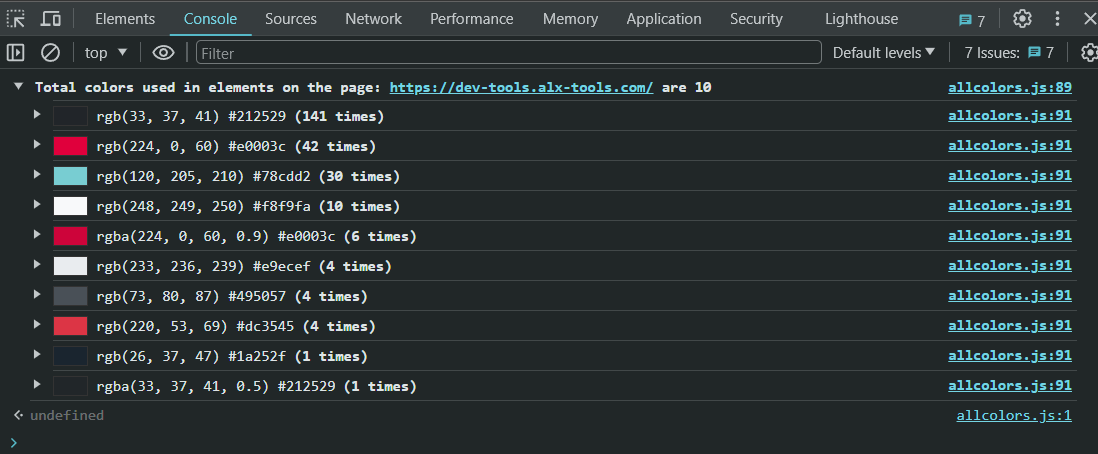 Elements Console Sources Network Performance Memory Application Security Lighthouse 7
top Filter Default levels 7 Issues: 7
Total colors used in elements on the page: https://dev-tools.alx-tools.com/ are 10 allcolors.js:89
rgb(33, 37, 41) #212529 (141 times) allcolors.js:91
rgb(224, 0, 60) #e0003c (42 times) allcolors.js:91
rgb(120, 205, 210) #78cdd2 (30 times) allcolors.js:91
rgb(248, 249, 250) #f8f9fa (10 times) allcolors.js:91
rgba(224, 0, 60, 0.9) #e0003c (6 times) allcolors.js:91
rgb(233, 236, 239) #e9ecef (4 times) allcolors.js:91
rgb(73, 80, 87) #495057 (4 times) allcolors.js:91
rgb(220, 53, 69) #dc3545 (4 times) allcolors.js:91
rgb(26, 37, 47) #1a252f (1 times) allcolors.js:91
rgba(33, 37, 41, 0.5) #212529 (1 times) allcolors.js:91
undefined allcolors.js:1